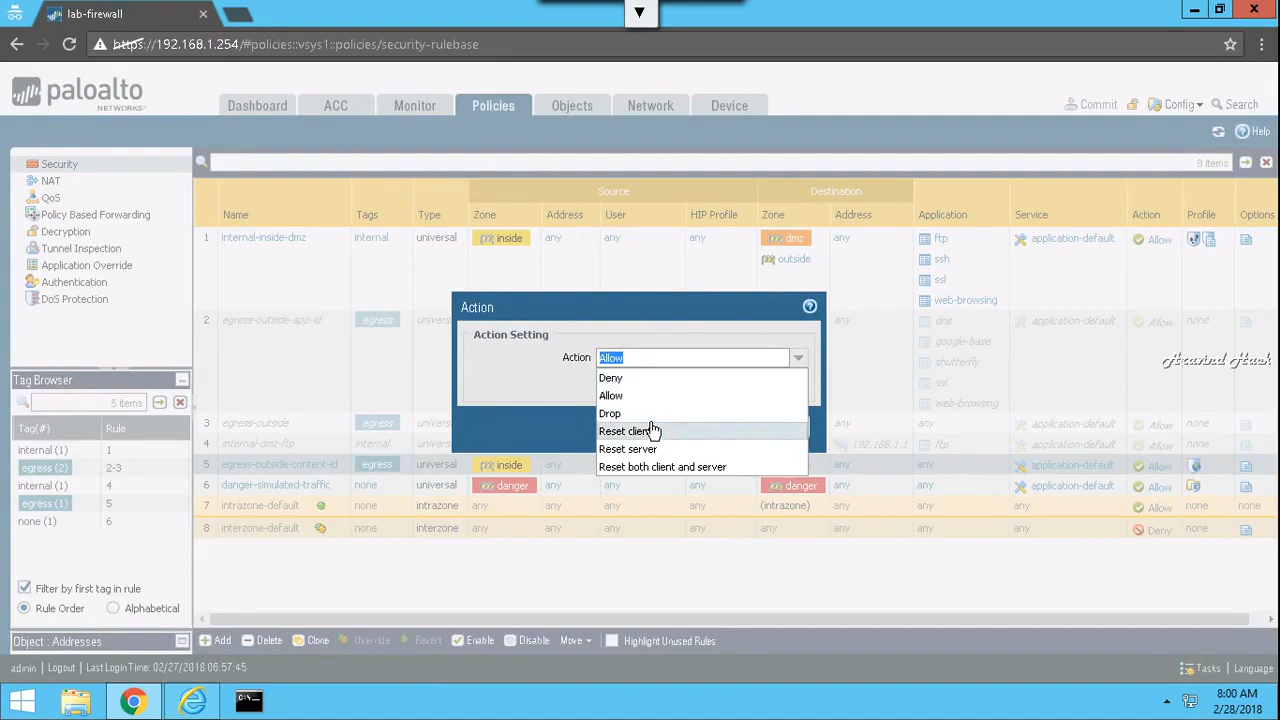 lab-firewall
https://192.168.1.254/#policies::vsys1::policies/security-rulebase
paloalto
NETWORKS
Dashboard ACC Monitor Policies Objects Network Device
Commit Config Search
Help
Security
NAT
QoS
Policy Based Forwarding
Decryption
Tunnel Inspection
Application Override
Authentication
DoS Protection
8 items
Source Destination
Name Tags Type Zone Address User HIP Profile Zone Address Application Service Action Profile Options
1 internal-inside-dmz internal universal inside any any any dmz any ftp application-default Allow
outside ssh
ssl
web-browsing
2 egress-outside-app-id egress univers any dns application-default Allow none
google-base
shutterfly
ssl
web-browsing
3 egress-outside egress univers any any application-default Allow none
4 internal-dmz-ftp internal univers 192.168.1.1 ftp application-default Allow none
5 egress-outside-content-id egress universal inside any any application-default Allow
6 danger-simulated-traffic none universal danger any danger any any application-default Allow
7 intrazone-default none intrazone any any any any (intrazone) any any any Allow none none
8 interzone-default none interzone any any any any any any any any Deny none
Action
Action Setting
Action Allow
Deny
Allow
Drop
Reset client
Reset server
Reset both client and server
Aravind Hack
Tag Browser
5 items
Tag(#) Rule
internal (1) 1
egress (2) 2-3
internal (1) 4
egress (1) 5
none (1) 6
Filter by first tag in rule
Rule Order Alphabetical
Object : Addresses
Add Delete Clone Override Revert Enable Disable Move Highlight Unused Rules
admin | Logout | Last Login Time: 02/27/2018 06:57:45
Tasks | Language
8:00 AM
2/28/2018